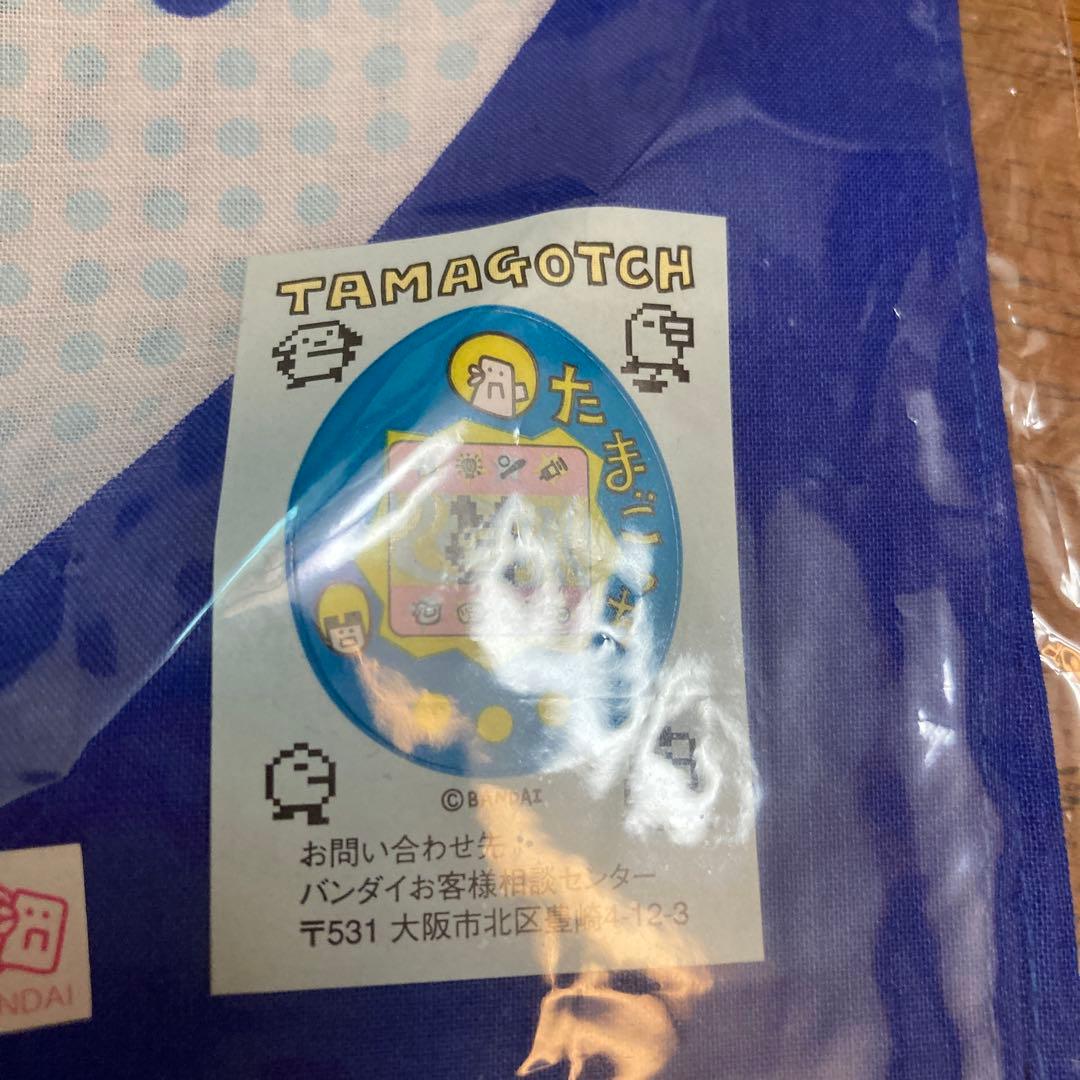 TAMAGOTCH
たまご
©BANDAI
お問い合わせ先
バンダイお客様相談センター
〒531 大阪市北区豊崎4-12-3
NDAI